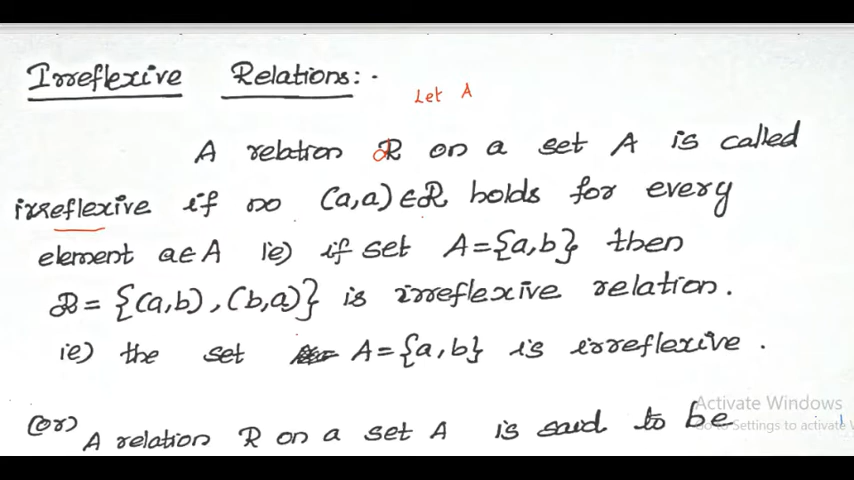 Irreflexive Relations:-
Let A
A relation R on a set A is called
irreflexive if no (a,a) ∈ R holds for every
element a ∈ A ie) if set A = {a,b} then
R = {(a,b), (b,a)} is irreflexive relation.
ie) the set A = {a,b} is irreflexive.
(or) A relation R on a set A is said to be
Activate Windows
Go to Settings to activate W